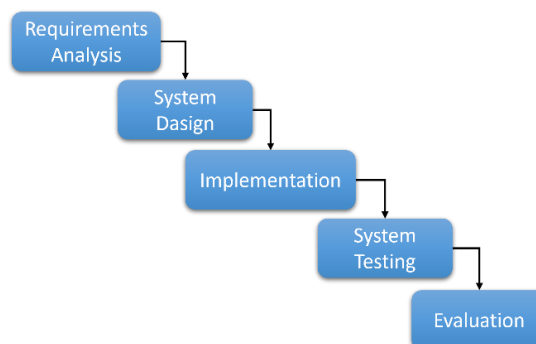 Requirements
Analysis
System
Dasign
Implementation
System
Testing
Evaluation